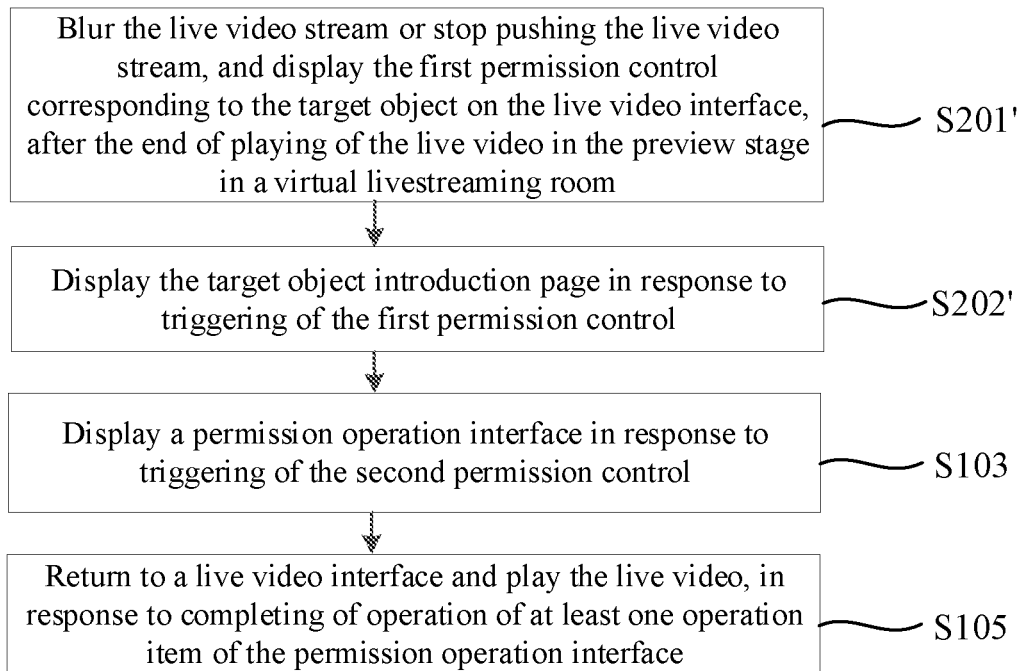 Blur the live video stream or stop pushing the live video
stream, and display the first permission control
corresponding to the target object on the live video interface,
after the end of playing of the live video in the preview stage
in a virtual livestreaming room
S201'
Display the target object introduction page in response to
triggering of the first permission control
S202'
Display a permission operation interface in response to
triggering of the second permission control
S103
Return to a live video interface and play the live video, in
response to completing of operation of at least one operation
item of the permission operation interface
S105